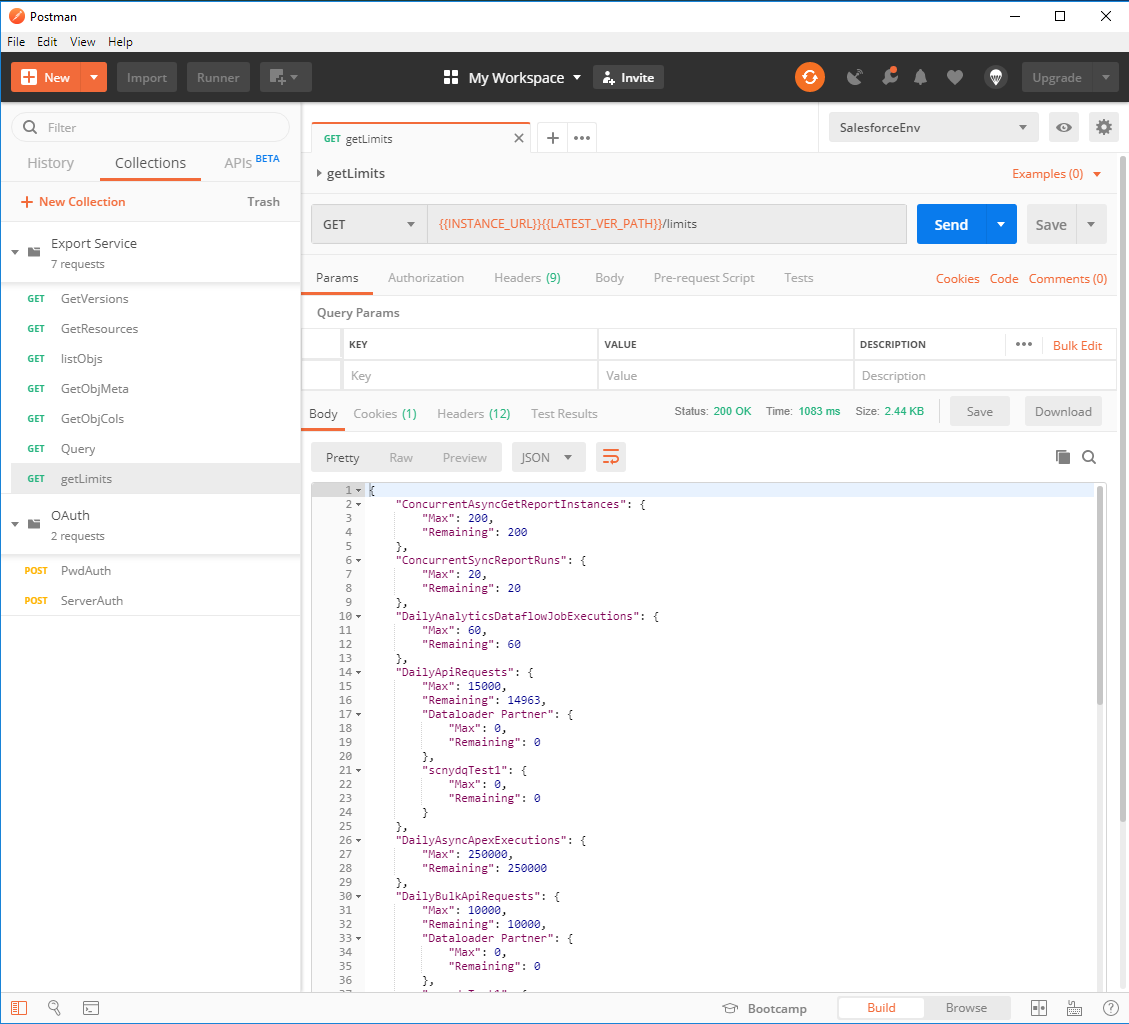 Postman
File Edit View Help
New Import Runner My Workspace Invite Upgrade
Filter
History Collections APIs BETA
New Collection Trash
Export Service
7 requests
GET GetVersions
GET GetResources
GET listObjs
GET GetObjMeta
GET GetObjCols
GET Query
GET getLimits
OAuth
2 requests
POST PwdAuth
POST ServerAuth
GET getLimits
SalesforceEnv
getLimits Examples (0)
GET {{INSTANCE_URL}}{{LATEST_VER_PATH}}/limits Send Save
Params Authorization Headers (9) Body Pre-request Script Tests Cookies Code Comments (0)
Query Params
KEY VALUE DESCRIPTION Bulk Edit
Key Value Description
Body Cookies (1) Headers (12) Test Results Status: 200 OK Time: 1083 ms Size: 2.44 KB Save Download
Pretty Raw Preview JSON
1 {
2 "ConcurrentAsyncGetReportInstances": {
3 "Max": 200,
4 "Remaining": 200
5 },
6 "ConcurrentSyncReportRuns": {
7 "Max": 20,
8 "Remaining": 20
9 },
10 "DailyAnalyticsDataflowJobExecutions": {
11 "Max": 60,
12 "Remaining": 60
13 },
14 "DailyApiRequests": {
15 "Max": 15000,
16 "Remaining": 14963,
17 "Dataloader Partner": {
18 "Max": 0,
19 "Remaining": 0
20 },
21 "scnydqTest1": {
22 "Max": 0,
23 "Remaining": 0
24 }
25 },
26 "DailyAsyncApexExecutions": {
27 "Max": 250000,
28 "Remaining": 250000
29 },
30 "DailyBulkApiRequests": {
31 "Max": 10000,
32 "Remaining": 10000,
33 "Dataloader Partner": {
34 "Max": 0,
35 "Remaining": 0
36 },
Bootcamp Build Browse